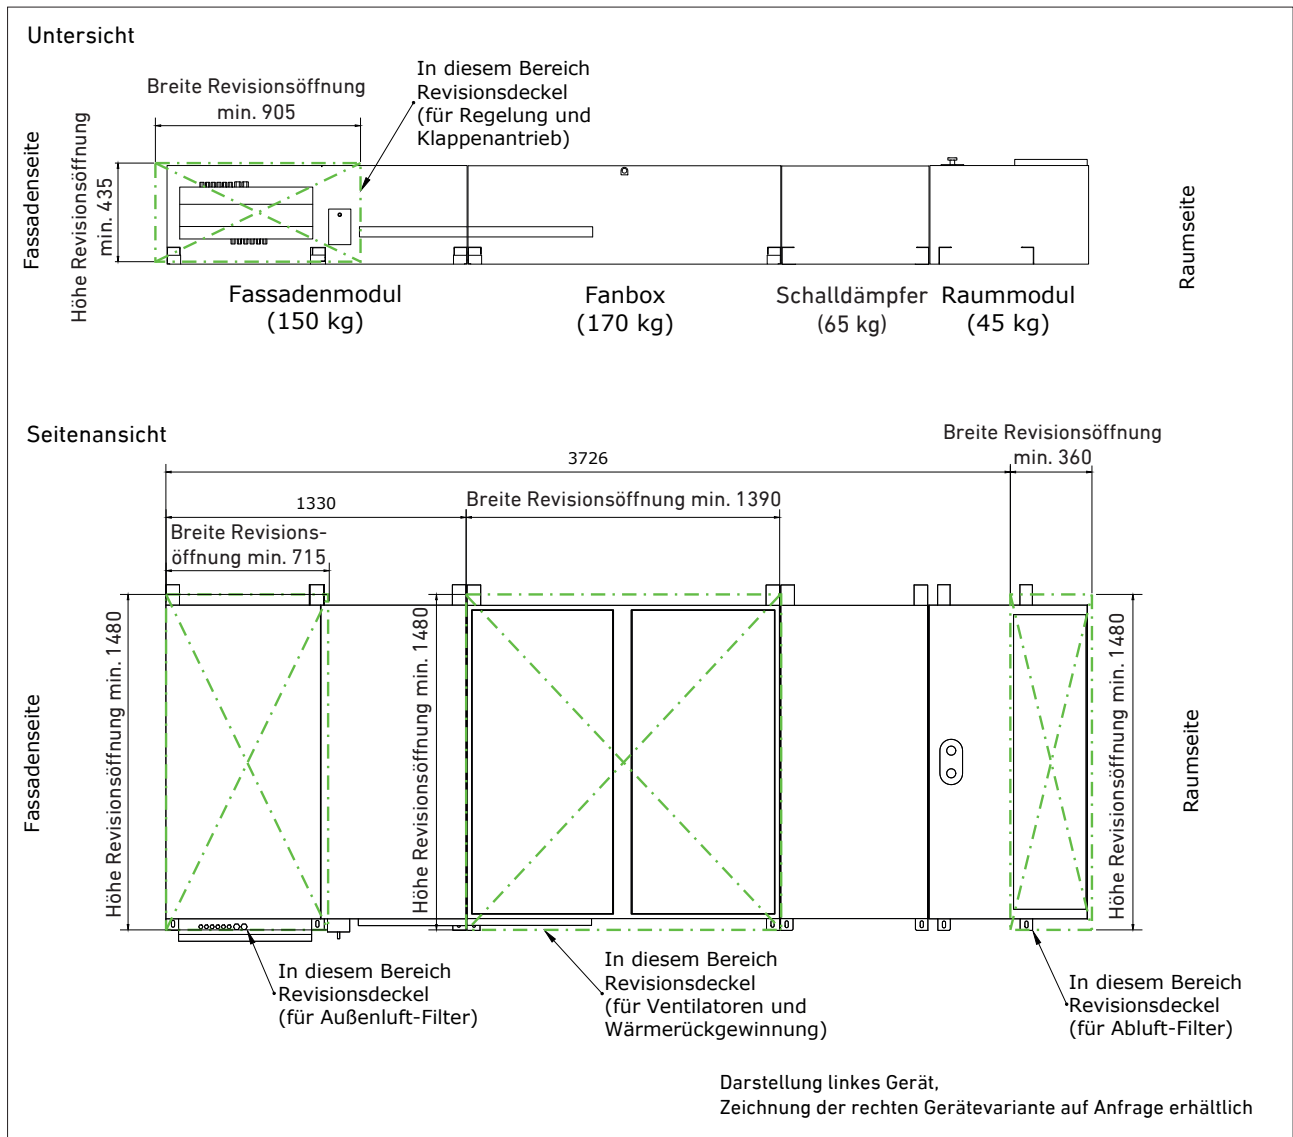 Untersicht
Breite Revisionsöffnung
min. 905
In diesem Bereich
Revisionsdeckel
(für Regelung und
Klappenantrieb)
Fassadenseite
Höhe Revisionsöffnung
min. 435
Raumseite
Fassadenmodul
(150 kg)
Fanbox
(170 kg)
Schalldämpfer
(65 kg)
Raummodul
(45 kg)
Seitenansicht
Breite Revisionsöffnung
min. 360
3726
1330
Breite Revisionsöffnung min. 1390
Breite Revisions-
öffnung min. 715
Fassadenseite
Höhe Revisionsöffnung min. 1480
Höhe Revisionsöffnung min. 1480
Höhe Revisionsöffnung min. 1480
Raumseite
In diesem Bereich
Revisionsdeckel
(für Außenluft-Filter)
In diesem Bereich
Revisionsdeckel
(für Ventilatoren und
Wärmerückgewinnung)
In diesem Bereich
Revisionsdeckel
(für Abluft-Filter)
Darstellung linkes Gerät,
Zeichnung der rechten Gerätevariante auf Anfrage erhältlich